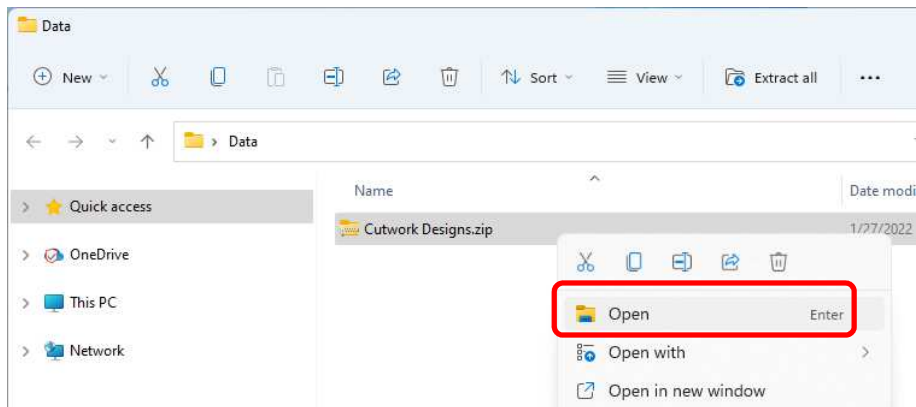 Data
New
Sort
View
Extract all
Data
Name
Date modi
Quick access
Cutwork Designs.zip
1/27/2022
OneDrive
This PC
Open
Enter
Open with
Network
Open in new window